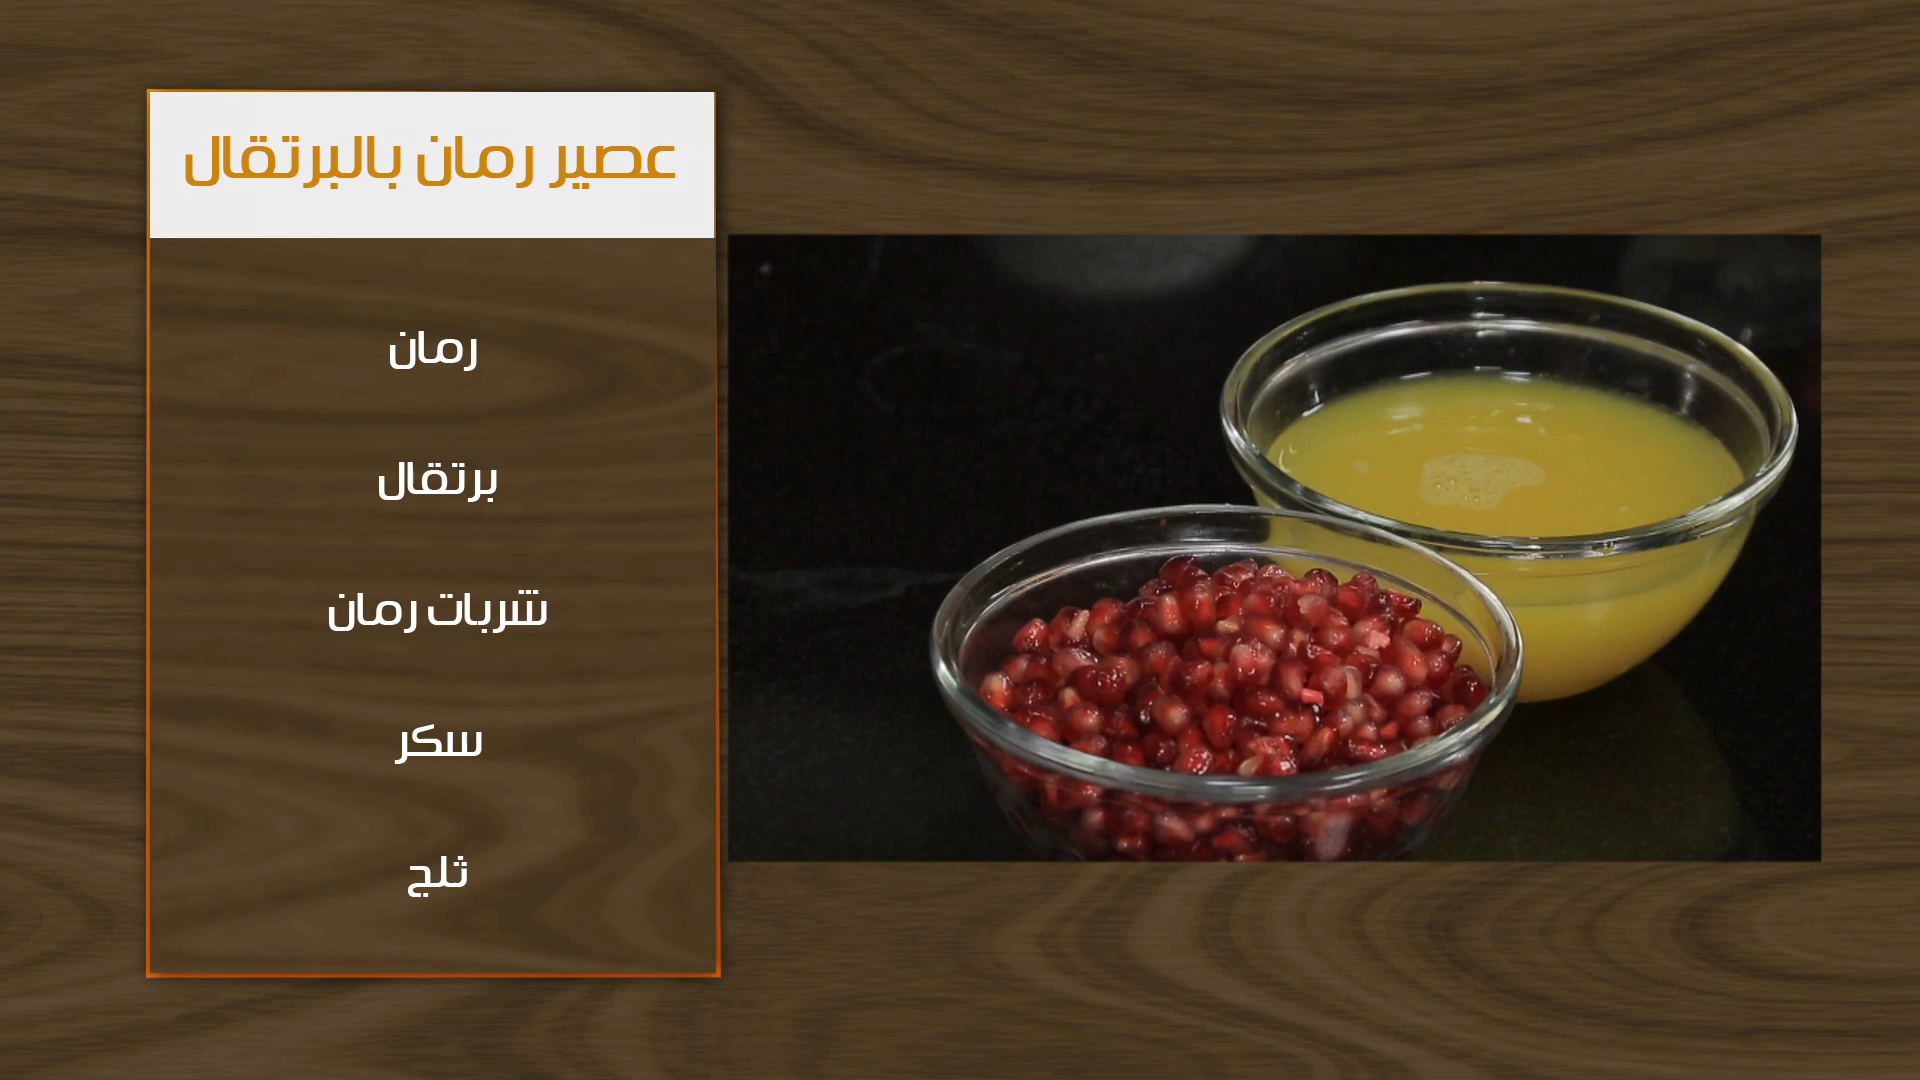 عصير رمان بالبرتقال
رمان
برتقال
شربات رمان
سكر
ثلج